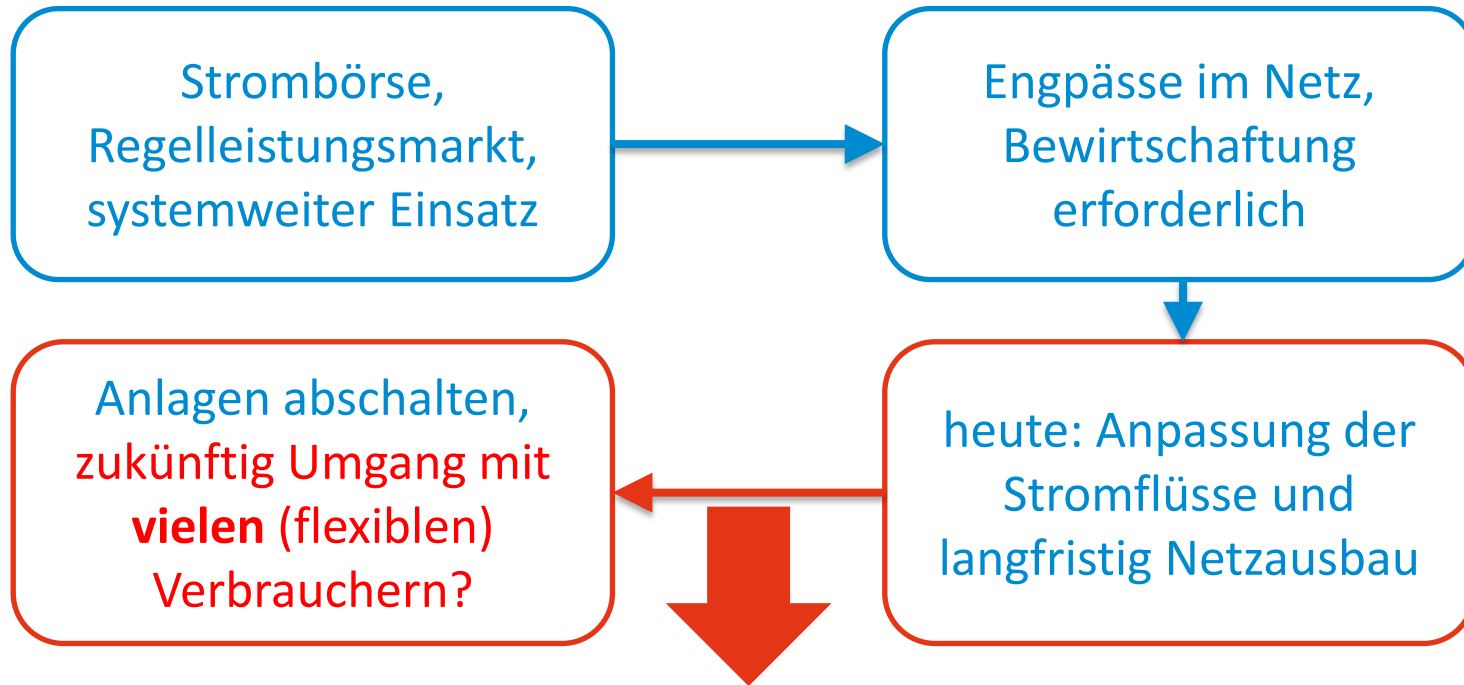 Strombörse,
Regelleistungsmarkt,
systemweiter Einsatz
Engpässe im Netz,
Bewirtschaftung
erforderlich
heute: Anpassung der
Stromflüsse und
langfristig Netzausbau
Anlagen abschalten,
zukünftig Umgang mit
vielen (flexiblen)
Verbrauchern?